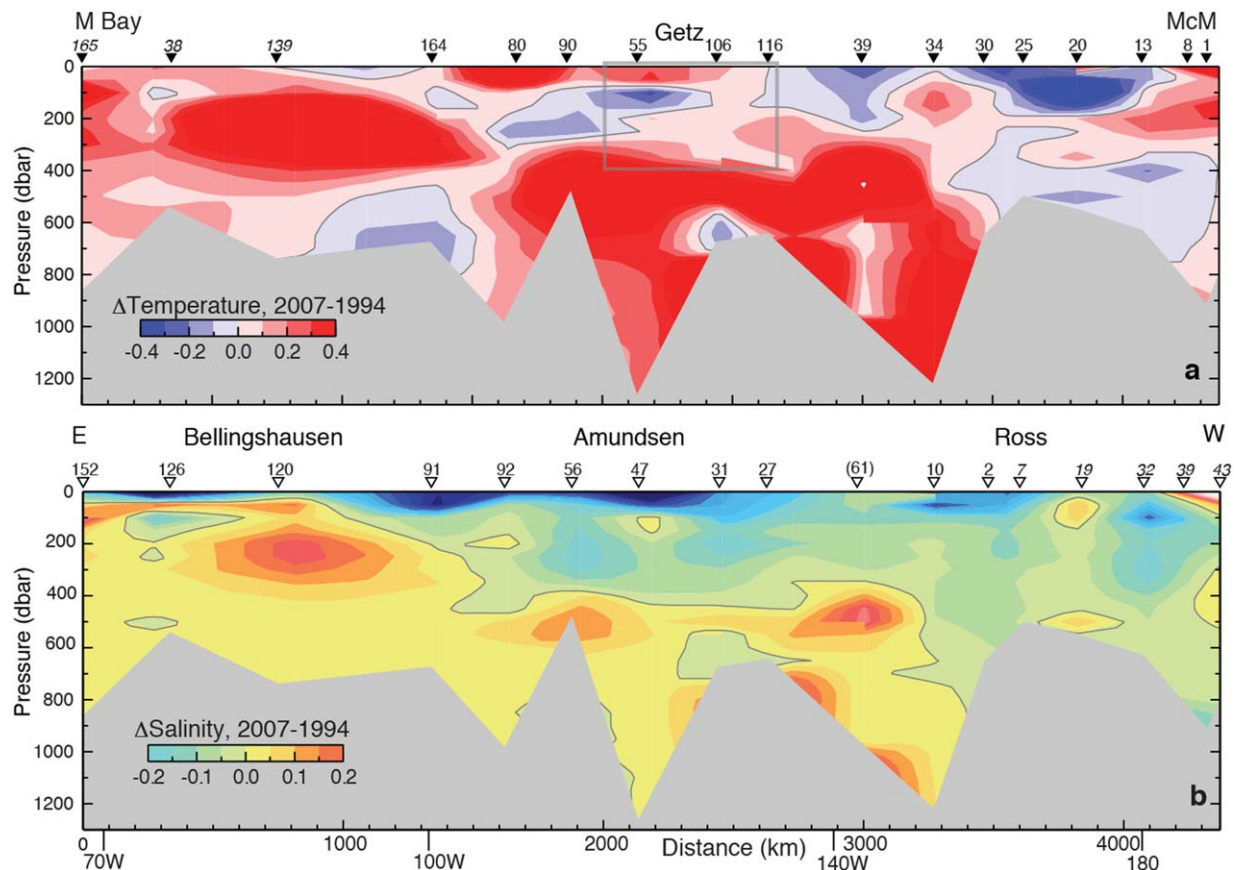 M Bay Getz McM
165 38 139 164 80 90 55 106 116 39 34 30 25 20 13 8 1
0
200
400
600
800
1000
1200
Pressure (dbar)
ΔTemperature, 2007-1994
-0.4 -0.2 0.0 0.2 0.4
a
E Bellingshausen Amundsen Ross W
152 126 120 91 92 56 47 31 27 (61) 10 2 7 19 32 39 43
0
200
400
600
800
1000
1200
Pressure (dbar)
ΔSalinity, 2007-1994
-0.2 -0.1 0.0 0.1 0.2
b
0 1000 2000 Distance (km) 3000 4000
70W 100W 140W 180